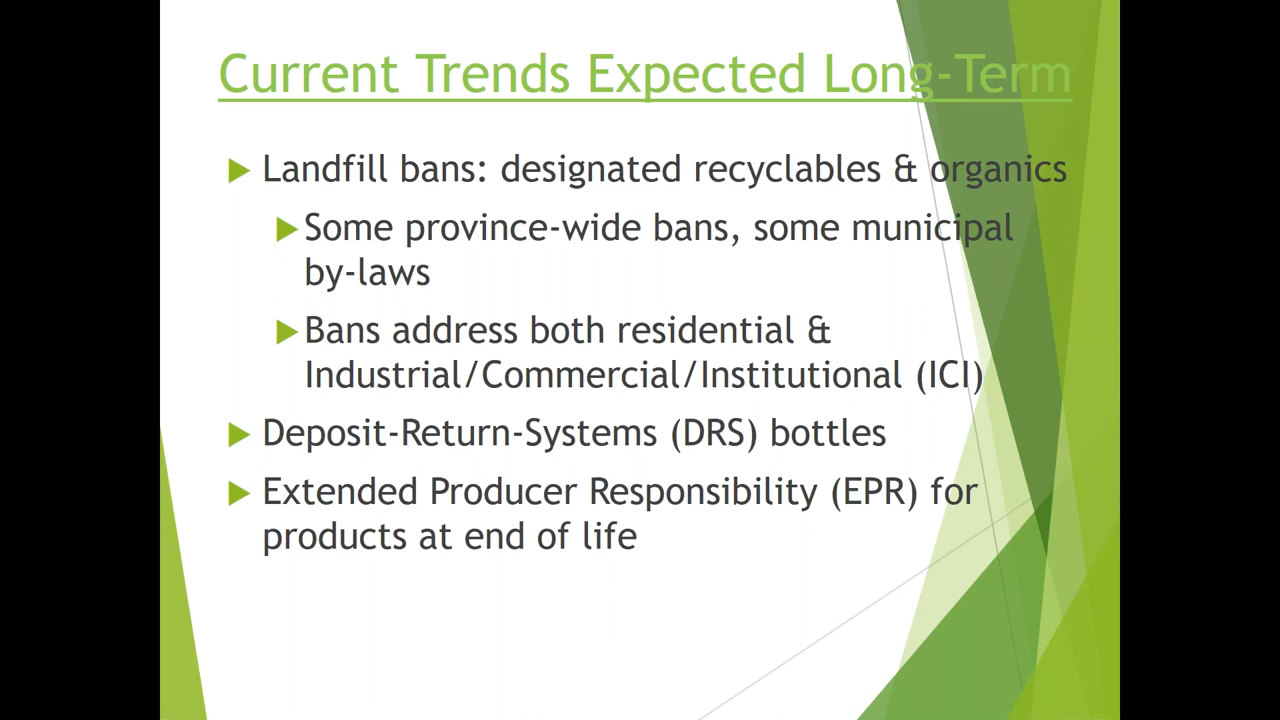 Current Trends Expected Long-Term
Landfill bans: designated recyclables & organics
Some province-wide bans, some municipal
by-laws
Bans address both residential &
Industrial/Commercial/Institutional (ICI)
Deposit-Return-Systems (DRS) bottles
Extended Producer Responsibility (EPR) for
products at end of life